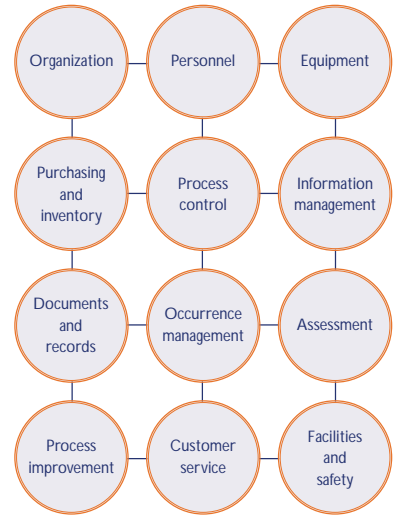 Organization
Personnel
Equipment
Purchasing
and
inventory
Process
control
Information
management
Documents
and
records
Occurrence
management
Assessment
Process
improvement
Customer
service
Facilities
and
safety